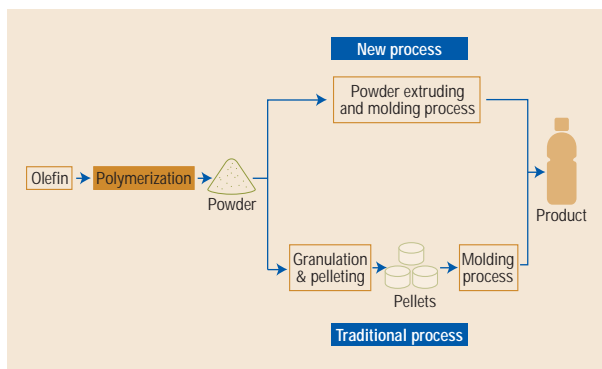 New process
Powder extruding
and molding process
Olefin
Polymerization
Powder
Product
Granulation
& pelleting
Pellets
Molding
process
Traditional process